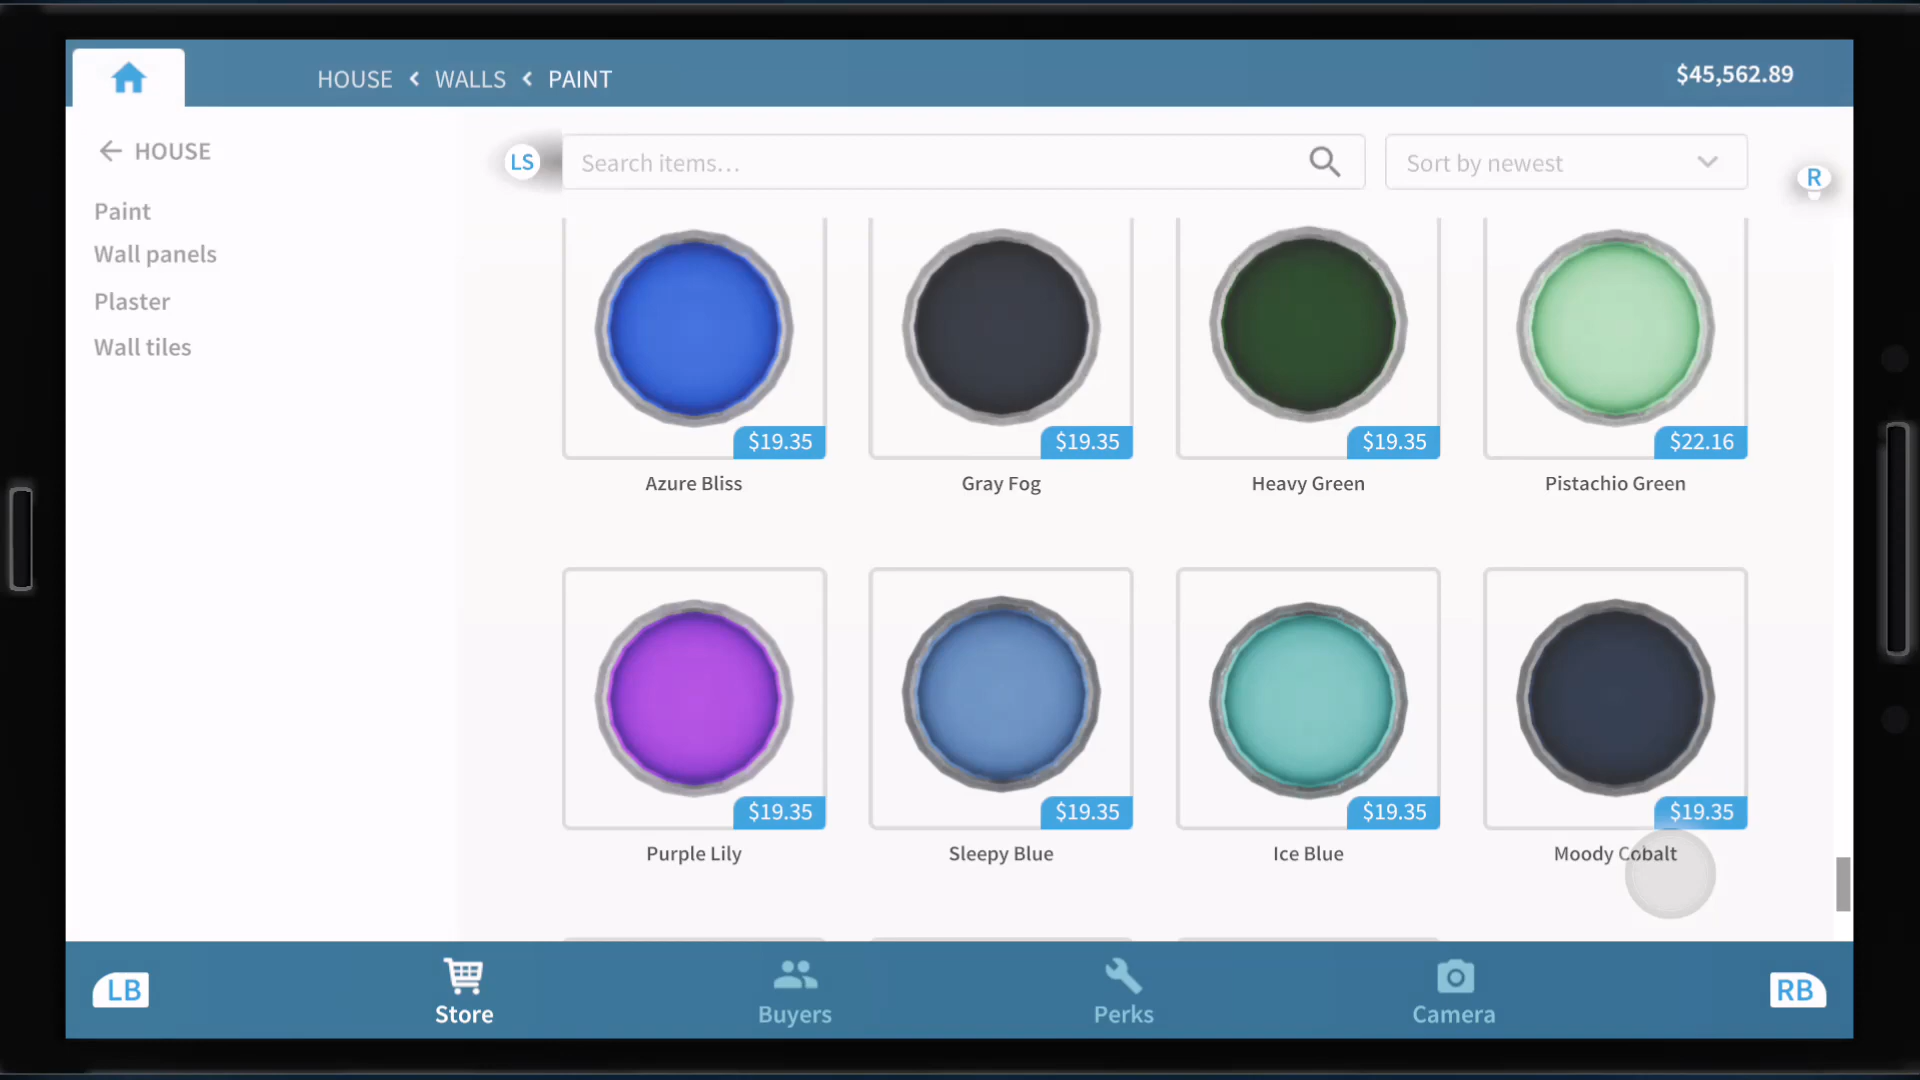 HOUSE < WALLS < PAINT
$45,562.89
HOUSE
Paint
Wall panels
Plaster
Wall tiles
LS
Search items...
Sort by newest
R
$19.35
$19.35
$19.35
$22.16
Azure Bliss
Gray Fog
Heavy Green
Pistachio Green
$19.35
$19.35
$19.35
$19.35
Purple Lily
Sleepy Blue
Ice Blue
Moody Cobalt
LB
Store
Buyers
Perks
Camera
RB